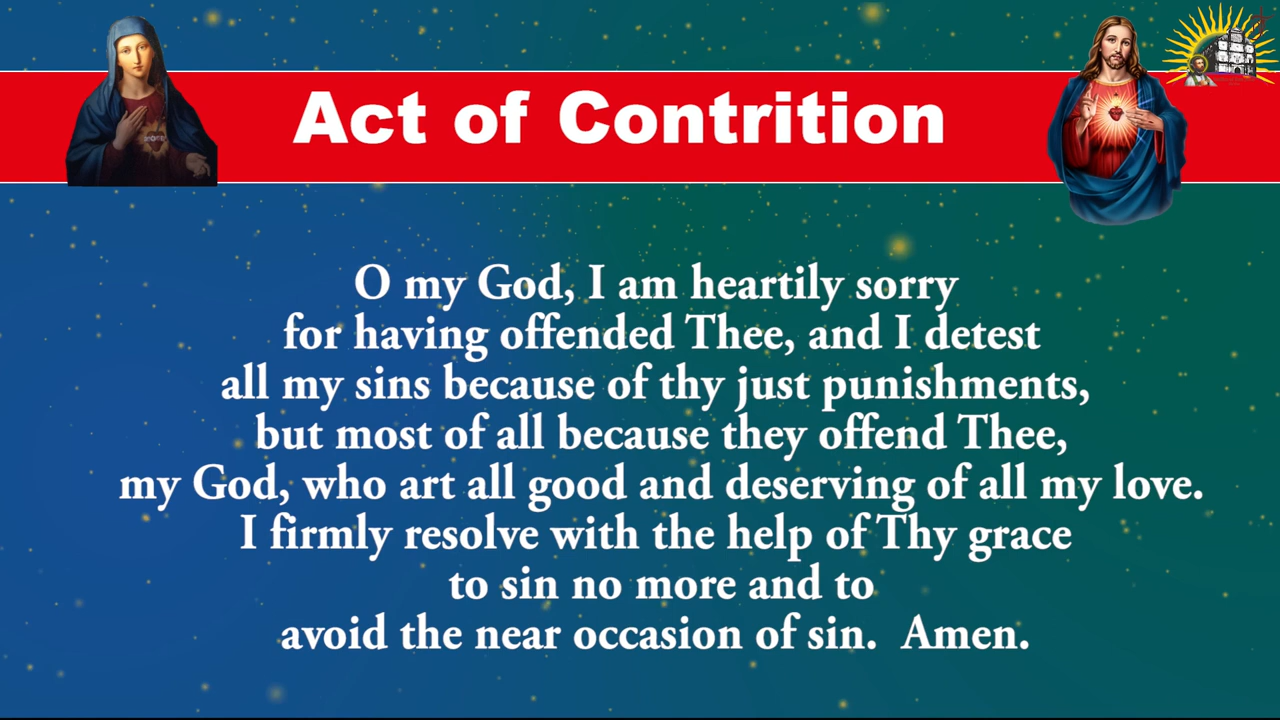 Act of Contrition
O my God, I am heartily sorry
for having offended Thee, and I detest
all my sins because of thy just punishments,
but most of all because they offend Thee,
my God, who art all good and deserving of all my love.
I firmly resolve with the help of Thy grace
to sin no more and to
avoid the near occasion of sin.  Amen.